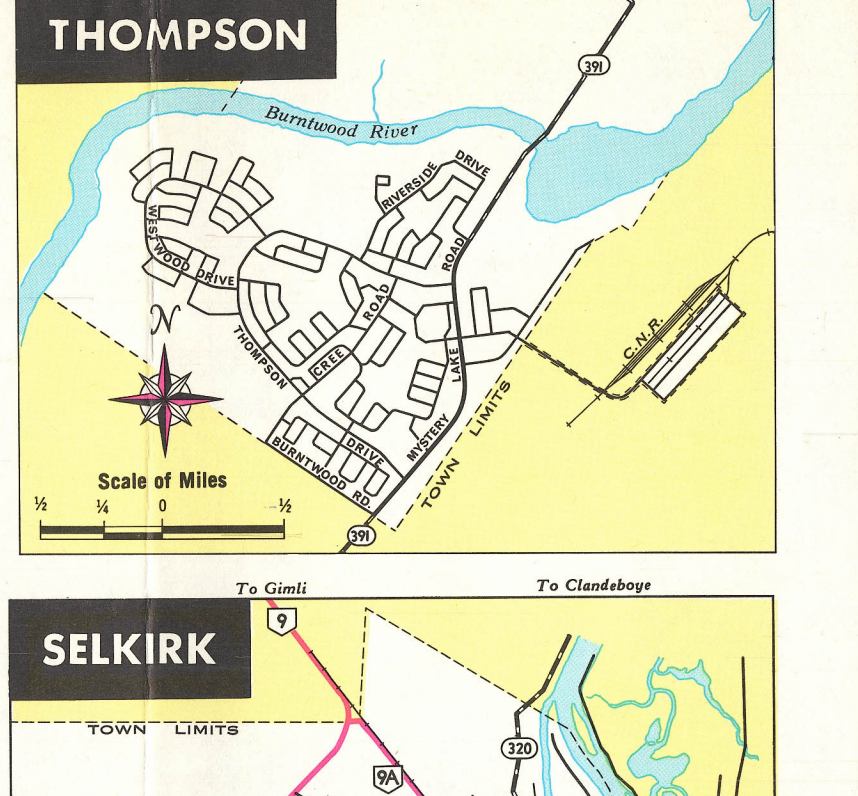 THOMPSON
391
Burntwood River
RIVERSIDE DRIVE
WESTWOOD DRIVE
ROAD
ROAD
C.N.R.
N
THOMPSON
CREE
LAKE
TOWN LIMITS
MYSTERY
DRIVE
BURNTWOOD RD.
Scale of Miles
½ ¼ 0 ½
391
To Gimli
To Clandeboye
SELKIRK
9
TOWN LIMITS
320
9A